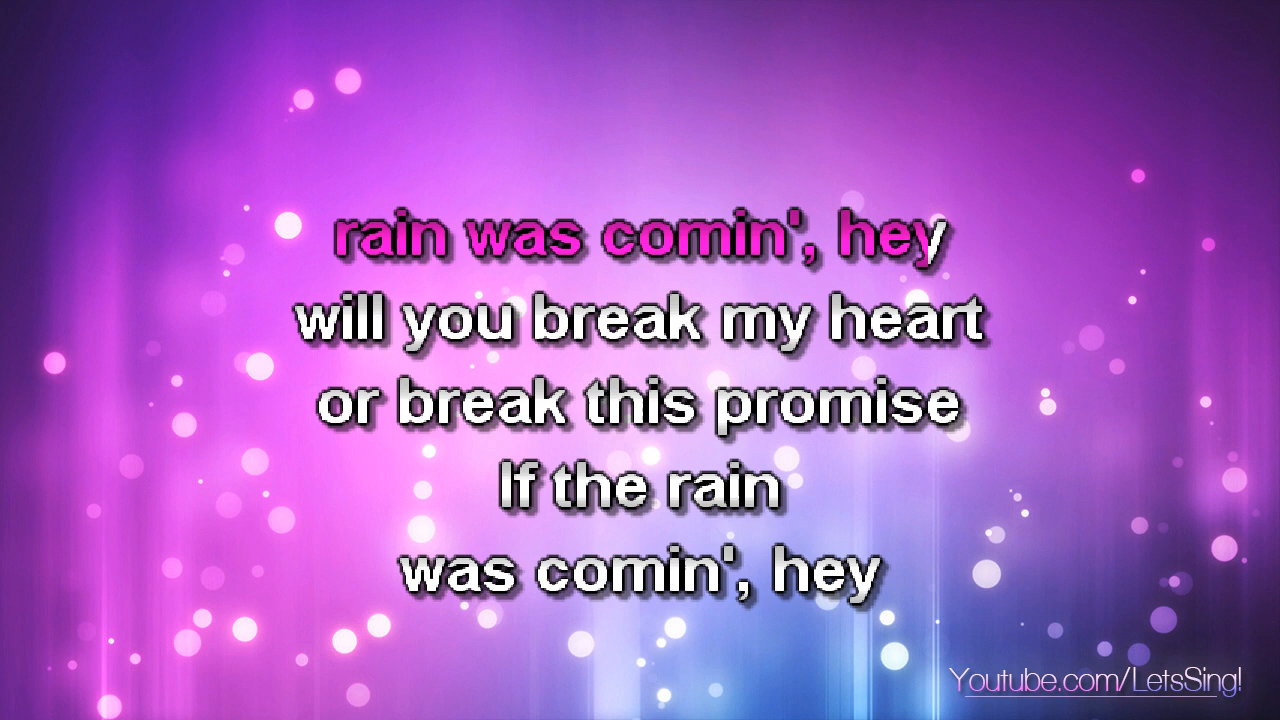 rain was comin', hey
will you break my heart
or break this promise
If the rain
was comin', hey
Youtube.com/LetsSing!